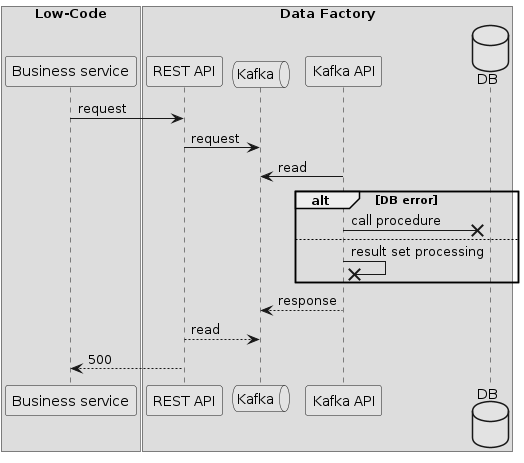 Low-Code
Data Factory
Business service
REST API
Kafka
Kafka API
DB
request
request
read
alt
[DB error]
call procedure
result set processing
response
read
500
Business service
REST API
Kafka
Kafka API
DB